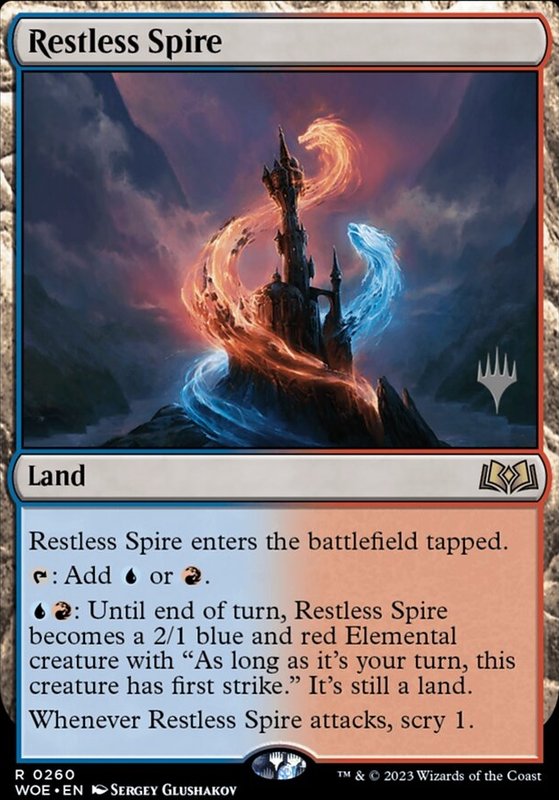 Restless Spire
Land
Restless Spire enters the battlefield tapped.
: Add or .
: Until end of turn, Restless Spire
becomes a 2/1 blue and red Elemental
creature with “As long as it’s your turn, this
creature has first strike.” It’s still a land.
Whenever Restless Spire attacks, scry 1.
R 0260
WOE • EN Sergey Glushakov
™ & © 2023 Wizards of the Coast